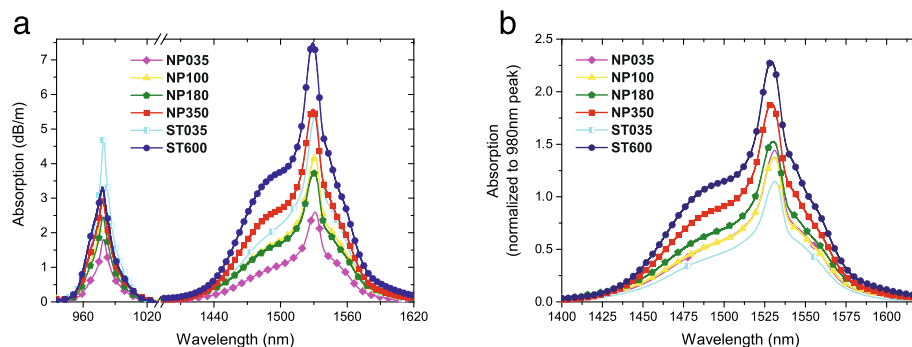 a
Absorption (dB/m)
7
6
5
4
3
2
1
0
NP035
NP100
NP180
NP350
ST035
ST600
960
1020
1440
1500
1560
1620
Wavelength (nm)
b
Absorption
(normalized to 980nm peak)
2.5
2.0
1.5
1.0
0.5
0.0
NP035
NP100
NP180
NP350
ST035
ST600
1400
1425
1450
1475
1500
1525
1550
1575
1600
Wavelength (nm)